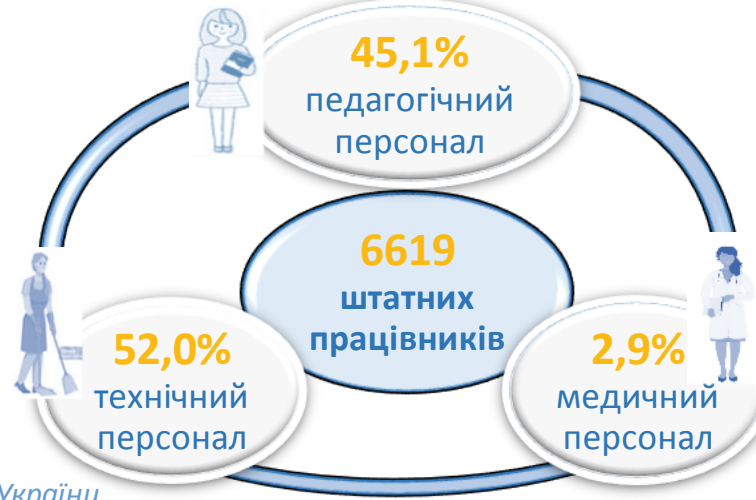 45,1%
педагогічний
персонал
6619
штатних
працівників
52,0%
технічний
персонал
2,9%
медичний
персонал
України